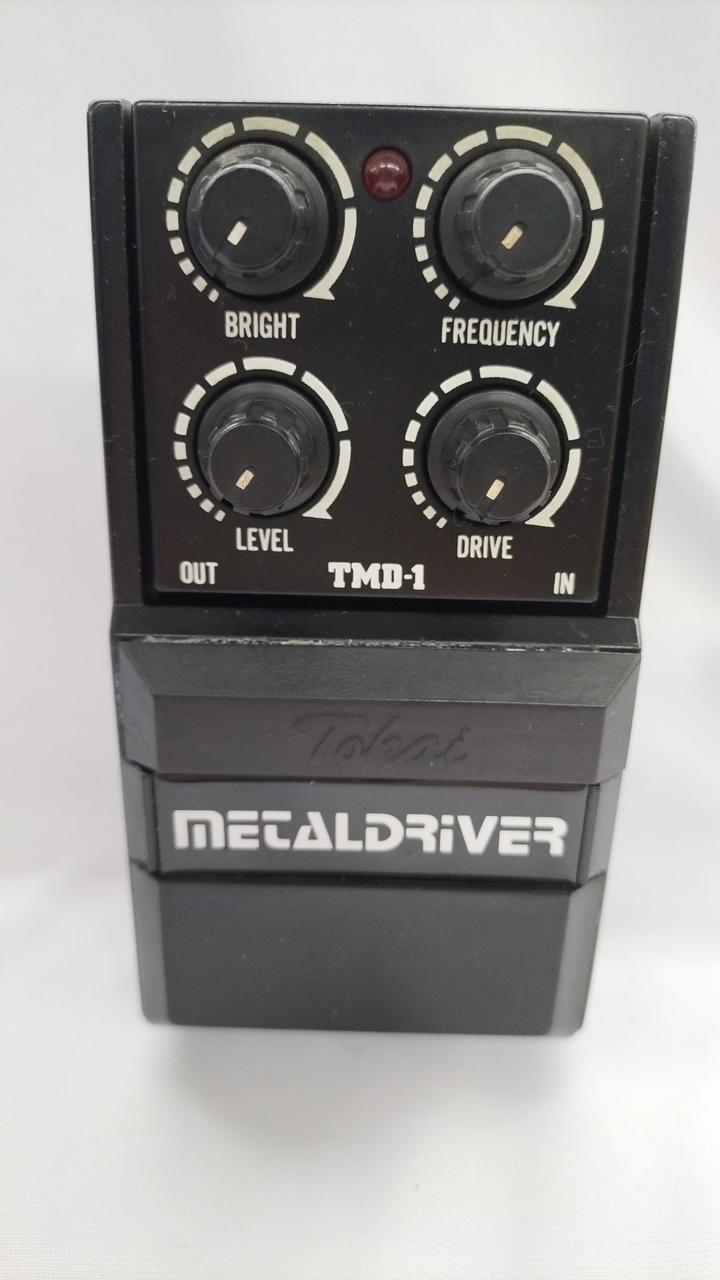 BRIGHT
FREQUENCY
LEVEL
DRIVE
OUT
TMD-1
IN
Tokai
METALDRIVER